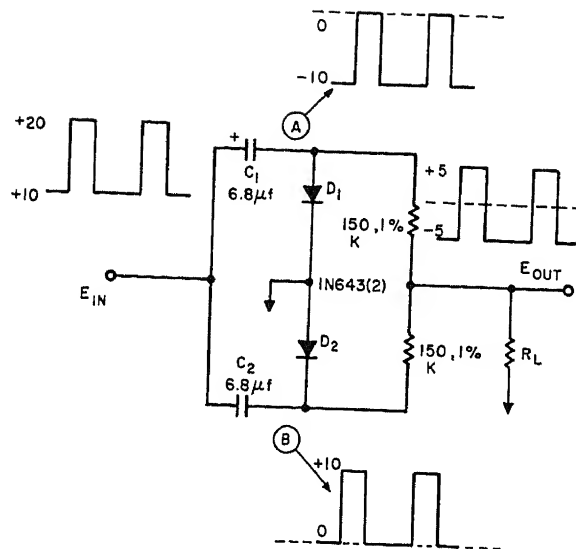 0
-10
A
+20
+10
+
C1
6.8μf
D1
+5
-5
150,1%
K
EIN
IN643(2)
EOUT
D2
C2
6.8μf
150,1%
K
RL
B
+10
0